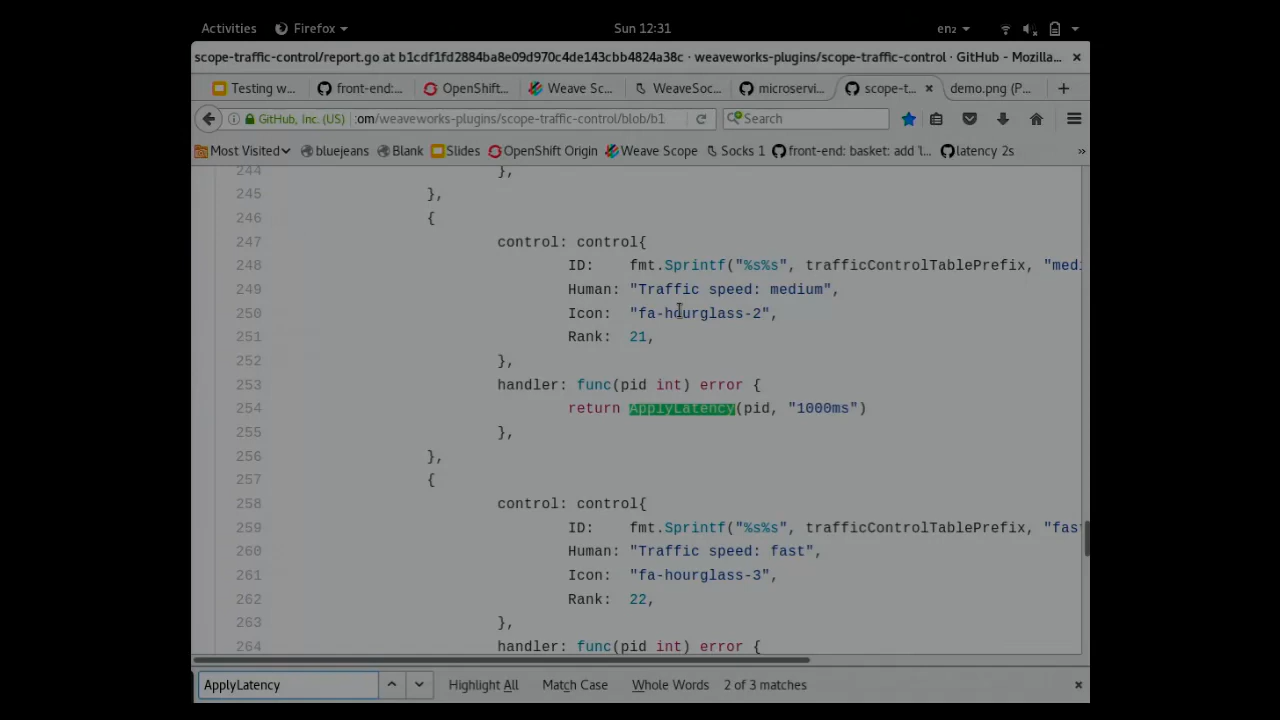 Activities Firefox Sun 12:31 en2
scope-traffic-control/report.go at b1cdf1fd2884ba8e09d970c4de143cbb4824a38c · weaveworks-plugins/scope-traffic-control · GitHub - Mozilla... ×
Testing w... front-end:... OpenShift... Weave Sc... WeaveSoc... microservi... scope-t... × demo.png (P... +
GitHub, Inc. (US) :om/weaveworks-plugins/scope-traffic-control/blob/b1 Search
Most Visited bluejeans Blank Slides OpenShift Origin Weave Scope Socks 1 front-end: basket: add 'l... latency 2s »
244 },
245 },
246 {
247 control: control{
248 ID: fmt.Sprintf("%s%s", trafficControlTablePrefix, "medi
249 Human: "Traffic speed: medium",
250 Icon: "fa-hourglass-2",
251 Rank: 21,
252 },
253 handler: func(pid int) error {
254 return ApplyLatency(pid, "1000ms")
255 },
256 },
257 {
258 control: control{
259 ID: fmt.Sprintf("%s%s", trafficControlTablePrefix, "fast
260 Human: "Traffic speed: fast",
261 Icon: "fa-hourglass-3",
262 Rank: 22,
263 },
264 handler: func(pid int) error {
ApplyLatency Highlight All Match Case Whole Words 2 of 3 matches ×